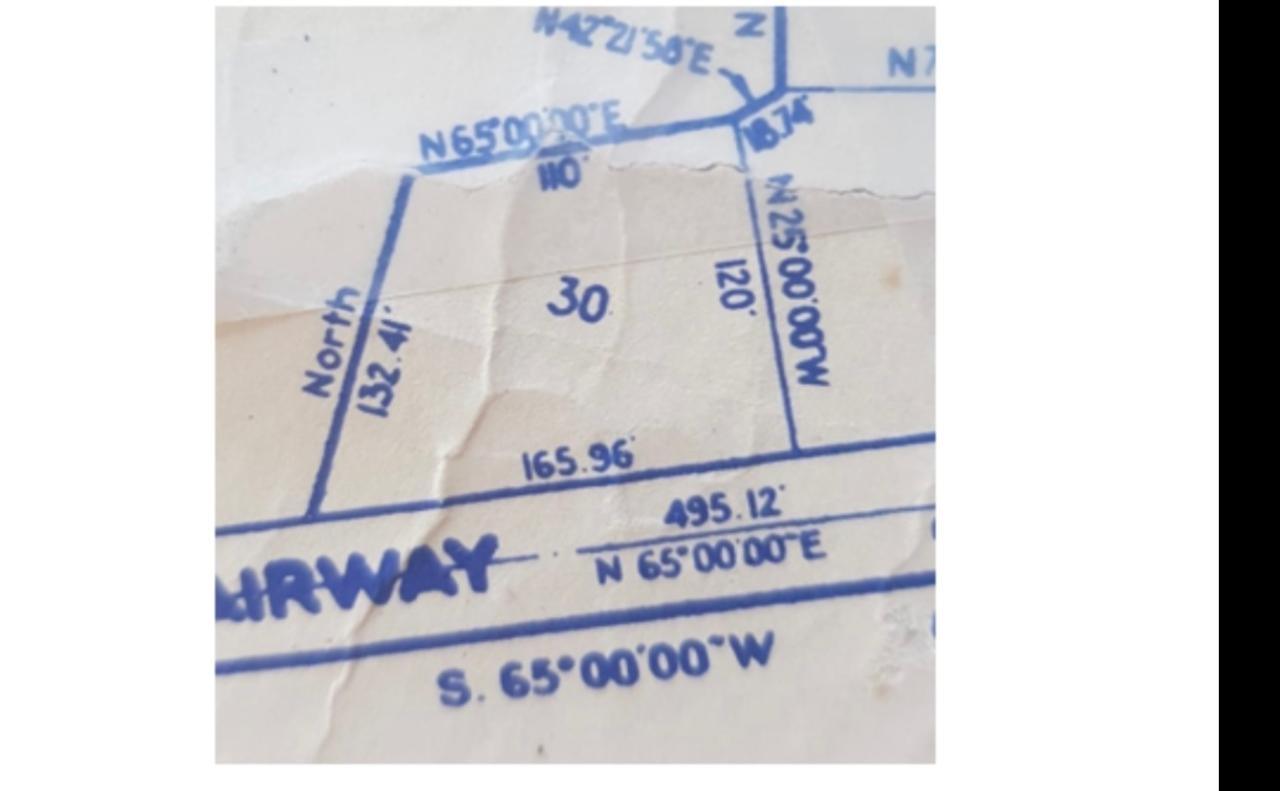 N42°21'58"E
N
N7
N65°00'00"E
18.74'
110'
N25°00'00"W
120'
30
North
132.41'
165.96'
495.12'
AIRWAY
N 65°00'00"E
S. 65°00'00"W